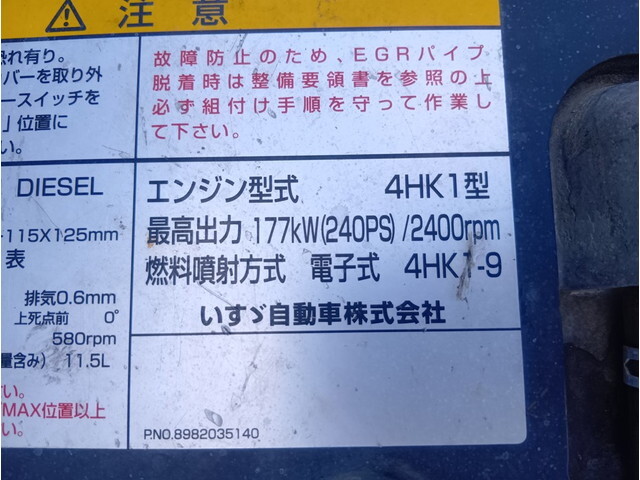 注 意
れ有り。
バーを取り外
ースイッチを
」位置に
い。
故障防止のため、EGRパイプ
脱着時は整備要領書を参照の上
必ず組付け手順を守って作業し
て下さい。
DIESEL
-115X125mm
表
排気0.6mm
上死点前 0°
580rpm
量含み) 11.5L
い。
MAX位置以上
い。
エンジン型式 4HK1型
最高出力 177kW(240PS)/2400rpm
燃料噴射方式 電子式 4HK1-9
いすゞ自動車株式会社
P.NO.8982035140